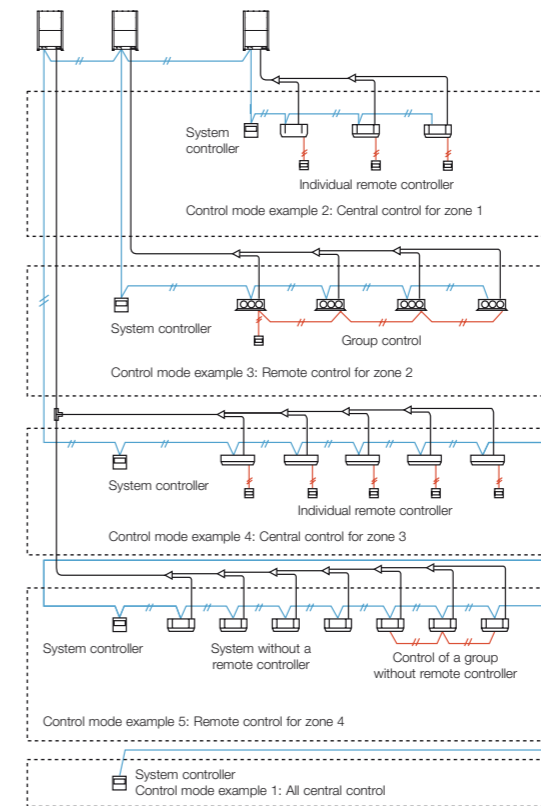 System
controller
Individual remote controller
Control mode example 2: Central control for zone 1
System controller
Group control
Control mode example 3: Remote control for zone 2
System controller
Individual remote controller
Control mode example 4: Central control for zone 3
System controller
System without a
remote controller
Control of a group
without remote controller
Control mode example 5: Remote control for zone 4
System controller
Control mode example 1: All central control